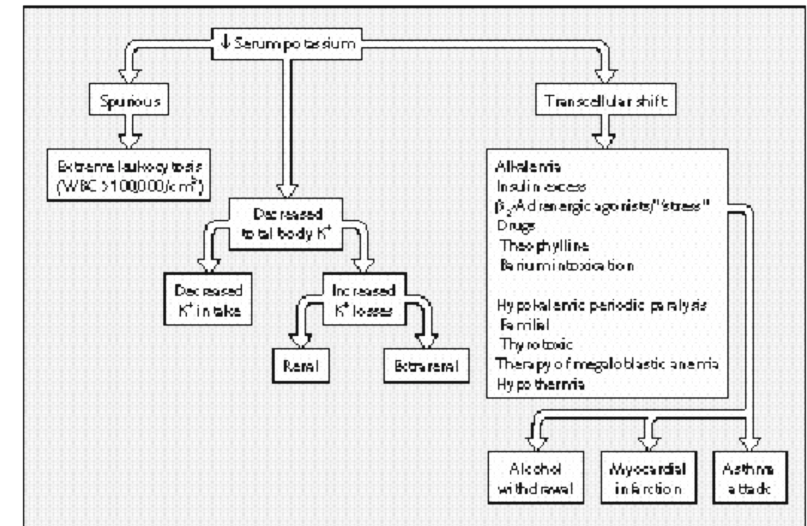 ↓ Serum potassium
Spurious
Transcellular shift
Extreme leukocytosis
(WBC >100,000/cm³)
Decreased
total body K⁺
Decreased
K⁺ intake
Increased
K⁺ losses
Renal
Extrarenal
Alkalemia
Insulin excess
β₂-Adrenergic agonists/"stress"
Drugs
Theophylline
Barium intoxication
Hypokalemic periodic paralysis
Familial
Thyrotoxic
Therapy of megaloblastic anemia
Hypothermia
Alcohol
withdrawal
Myocardial
infarction
Asthma
attack